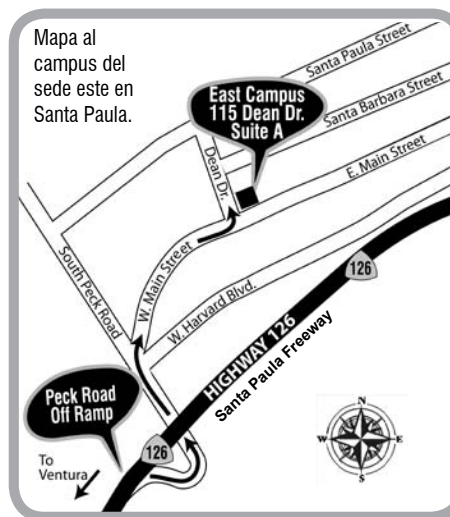 Mapa al
campus del
sede este en
Santa Paula.
Santa Paula Street
East Campus
115 Dean Dr.
Suite A
Santa Barbara Street
Dean Dr.
E. Main Street
South Peck Road
W. Main Street
W. Harvard Blvd.
126
HIGHWAY 126
Santa Paula Freeway
Peck Road
Off Ramp
126
To
Ventura
N
W
E
S